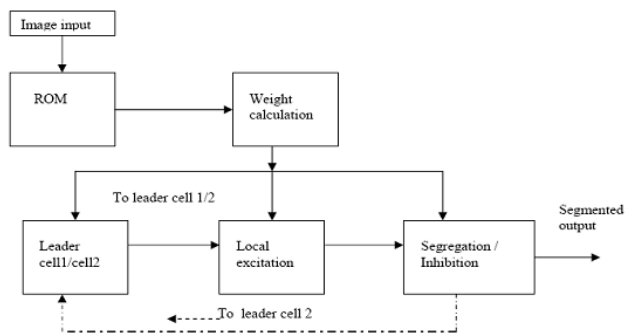 Image input
ROM
Weight
calculation
To leader cell 1/2
Segmented
output
Leader
cell1/cell2
Local
excitation
Segregation /
Inhibition
To leader cell 2